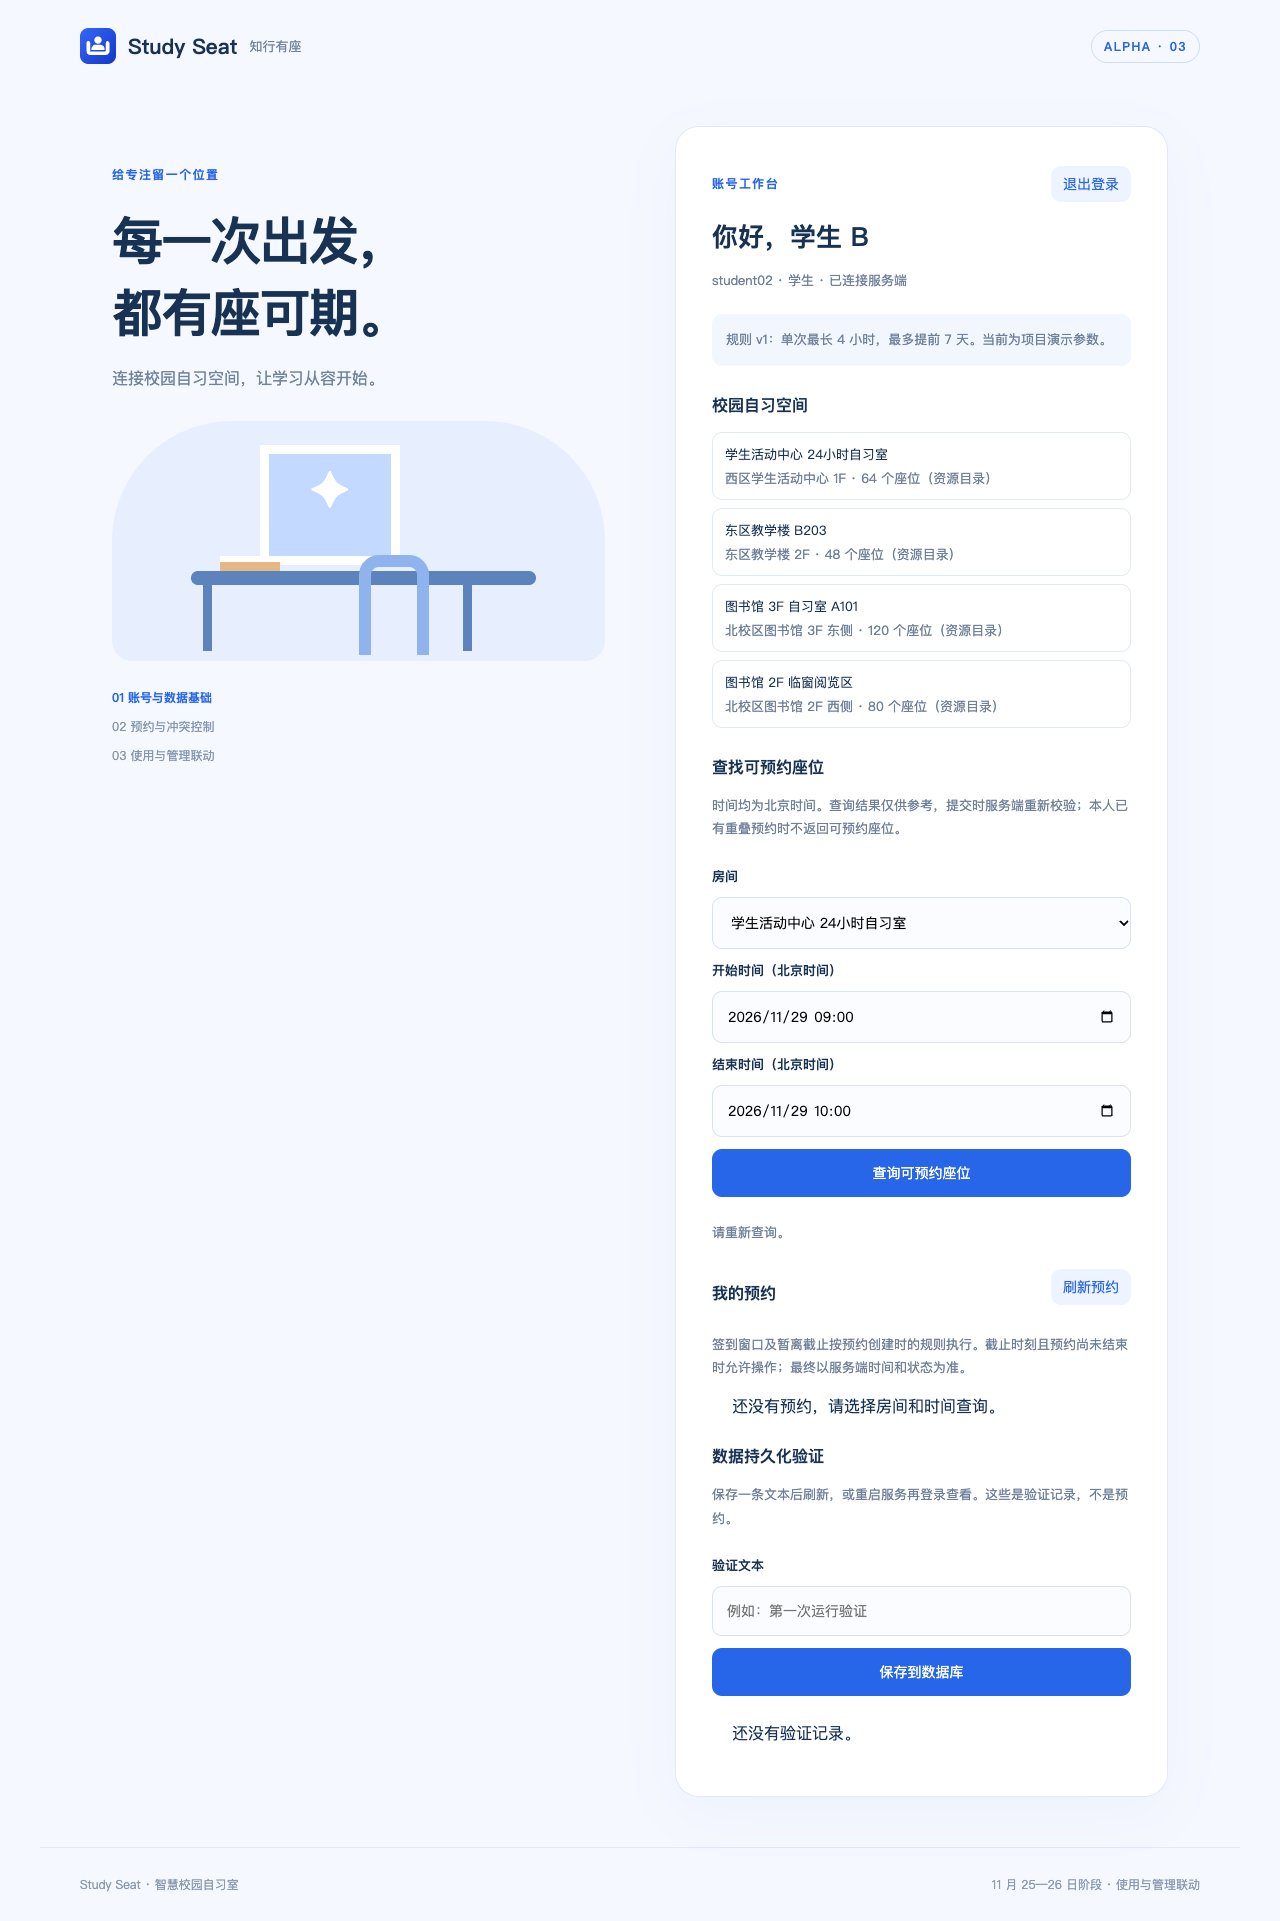 Study Seat 知行有座
ALPHA · 03
给专注留一个位置
每一次出发，
都有座可期。
连接校园自习空间，让学习从容开始。
01 账号与数据基础
02 预约与冲突控制
03 使用与管理联动
账号工作台
退出登录
你好，学生 B
student02 · 学生 · 已连接服务端
规则 v1：单次最长 4 小时，最多提前 7 天。当前为项目演示参数。
校园自习空间
学生活动中心 24小时自习室
西区学生活动中心 1F · 64 个座位（资源目录）
东区教学楼 B203
东区教学楼 2F · 48 个座位（资源目录）
图书馆 3F 自习室 A101
北校区图书馆 3F 东侧 · 120 个座位（资源目录）
图书馆 2F 临窗阅览区
北校区图书馆 2F 西侧 · 80 个座位（资源目录）
查找可预约座位
时间均为北京时间。查询结果仅供参考，提交时服务端重新校验；本人已
有重叠预约时不返回可预约座位。
房间
学生活动中心 24小时自习室
开始时间（北京时间）
2026/11/29 09:00
结束时间（北京时间）
2026/11/29 10:00
查询可预约座位
请重新查询。
我的预约
刷新预约
签到窗口及暂离截止按预约创建时的规则执行。截止时刻且预约尚未结束
时允许操作；最终以服务端时间和状态为准。
还没有预约，请选择房间和时间查询。
数据持久化验证
保存一条文本后刷新，或重启服务再登录查看。这些是验证记录，不是预
约。
验证文本
例如：第一次运行验证
保存到数据库
还没有验证记录。
Study Seat · 智慧校园自习室
11 月 25—26 日阶段 · 使用与管理联动